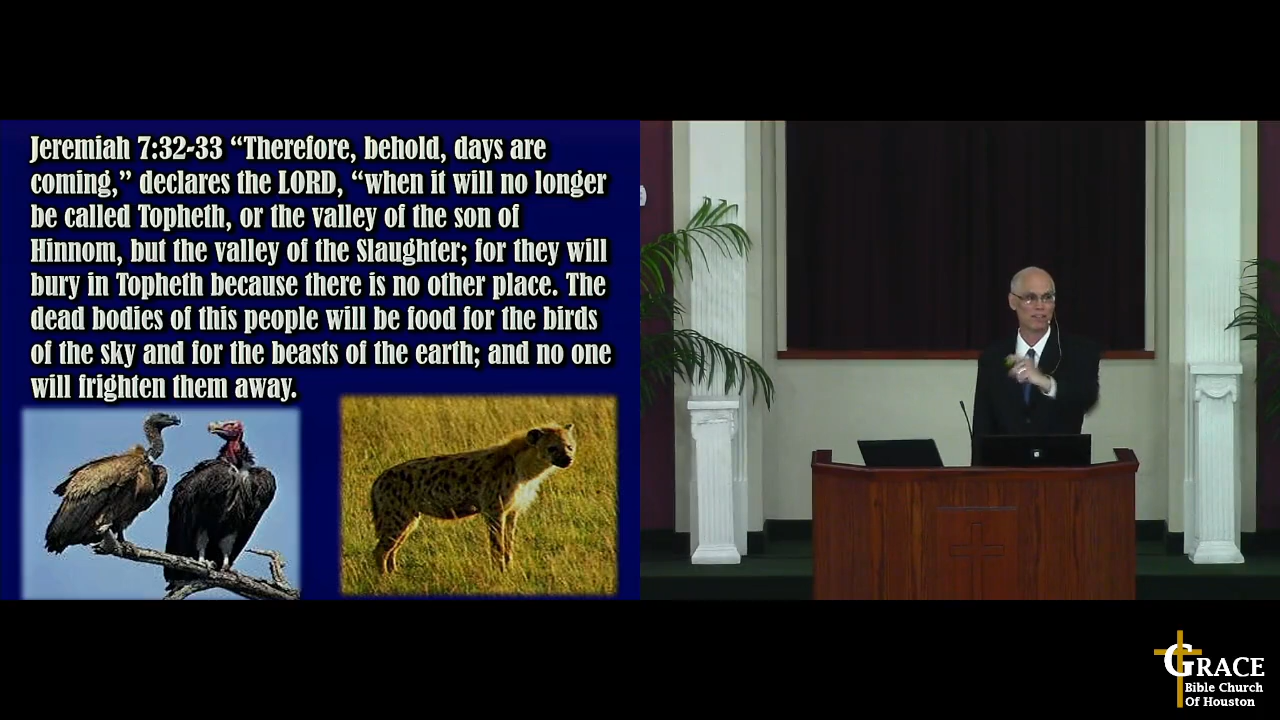 Jeremiah 7:32-33 “Therefore, behold, days are
coming,” declares the LORD, “when it will no longer
be called Topheth, or the valley of the son of
Hinnom, but the valley of the Slaughter; for they will
bury in Topheth because there is no other place. The
dead bodies of this people will be food for the birds
of the sky and for the beasts of the earth; and no one
will frighten them away.
GRACE
Bible Church
Of Houston